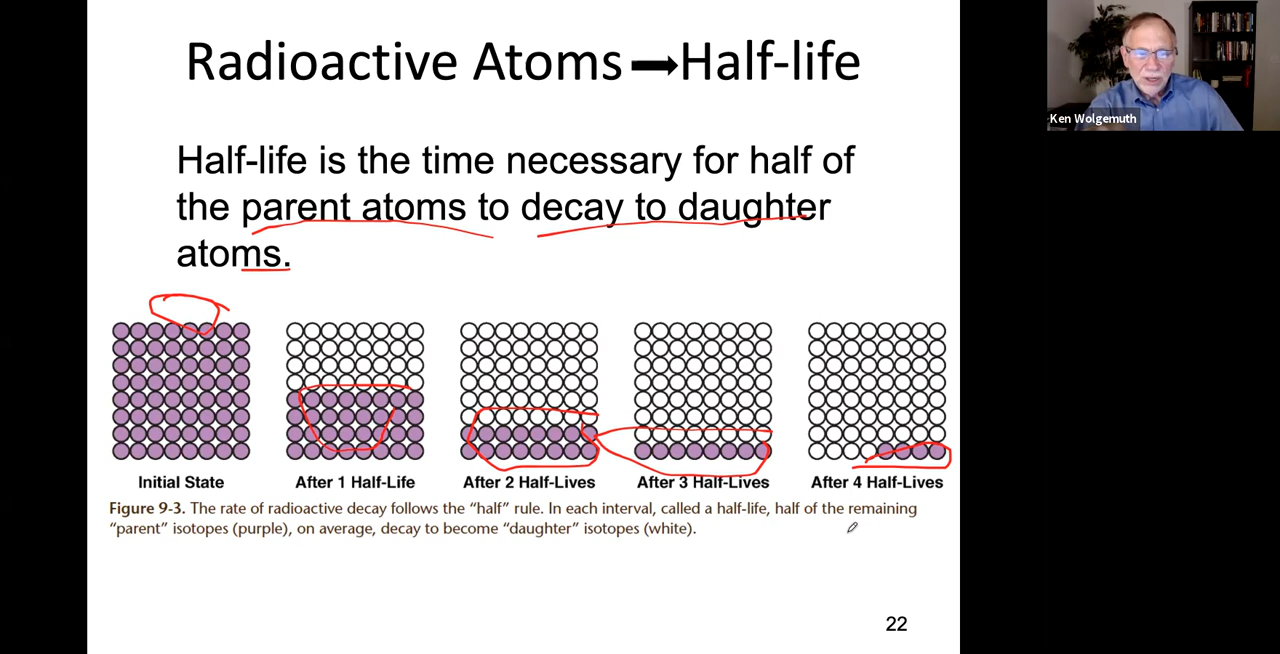 Radioactive Atoms➡Half-life
Ken Wolgemuth
Half-life is the time necessary for half of
the parent atoms to decay to daughter
atoms.
Initial State
After 1 Half-Life
After 2 Half-Lives
After 3 Half-Lives
After 4 Half-Lives
Figure 9-3. The rate of radioactive decay follows the “half” rule. In each interval, called a half-life, half of the remaining
“parent” isotopes (purple), on average, decay to become “daughter” isotopes (white).
22